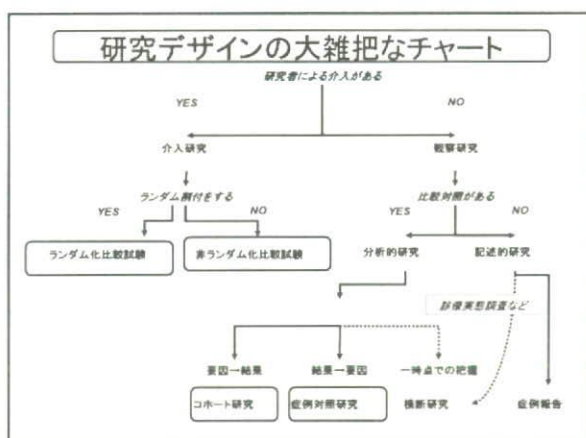 研究デザインの大雑把なチャート
研究者による介入がある
YES
NO
介入研究
観察研究
ランダム割付をする
比較対照がある
YES
NO
YES
NO
ランダム化比較試験
非ランダム化比較試験
分析的研究
記述的研究
診療実態調査など
要因→結果
結果→要因
一時点での把握
コホート研究
症例対照研究
横断研究
症例報告